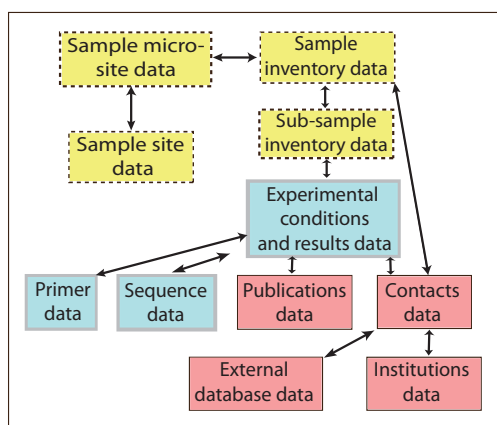 Sample micro-
site data
Sample
inventory data
Sample site
data
Sub-sample
inventory data
Experimental
conditions
and results data
Primer
data
Sequence
data
Publications
data
Contacts
data
External
database data
Institutions
data